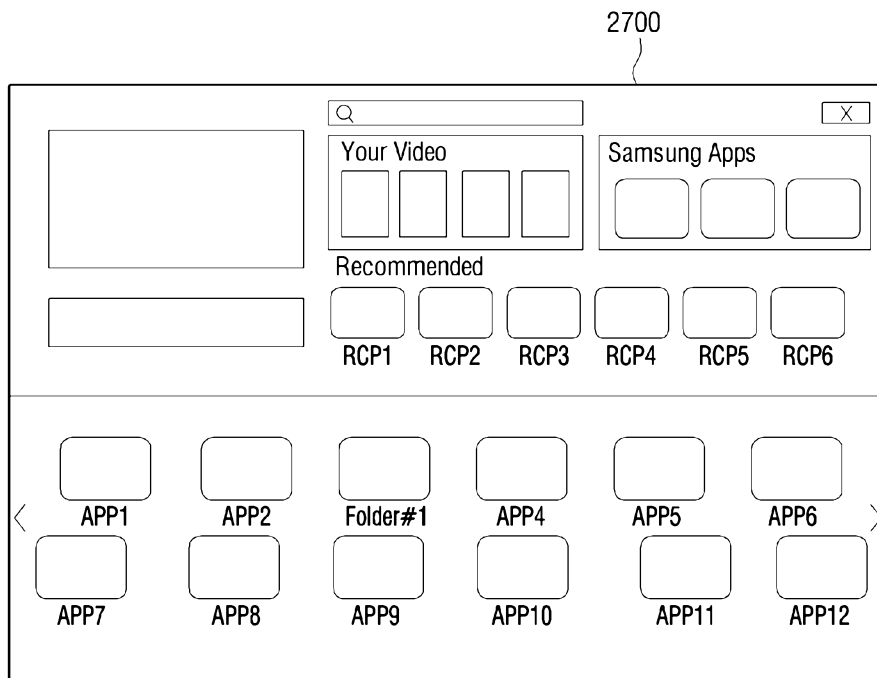 2700
X
Your Video
Samsung Apps
Recommended
RCP1 RCP2 RCP3 RCP4 RCP5 RCP6
APP1 APP2 Folder#1 APP4 APP5 APP6
APP7 APP8 APP9 APP10 APP11 APP12